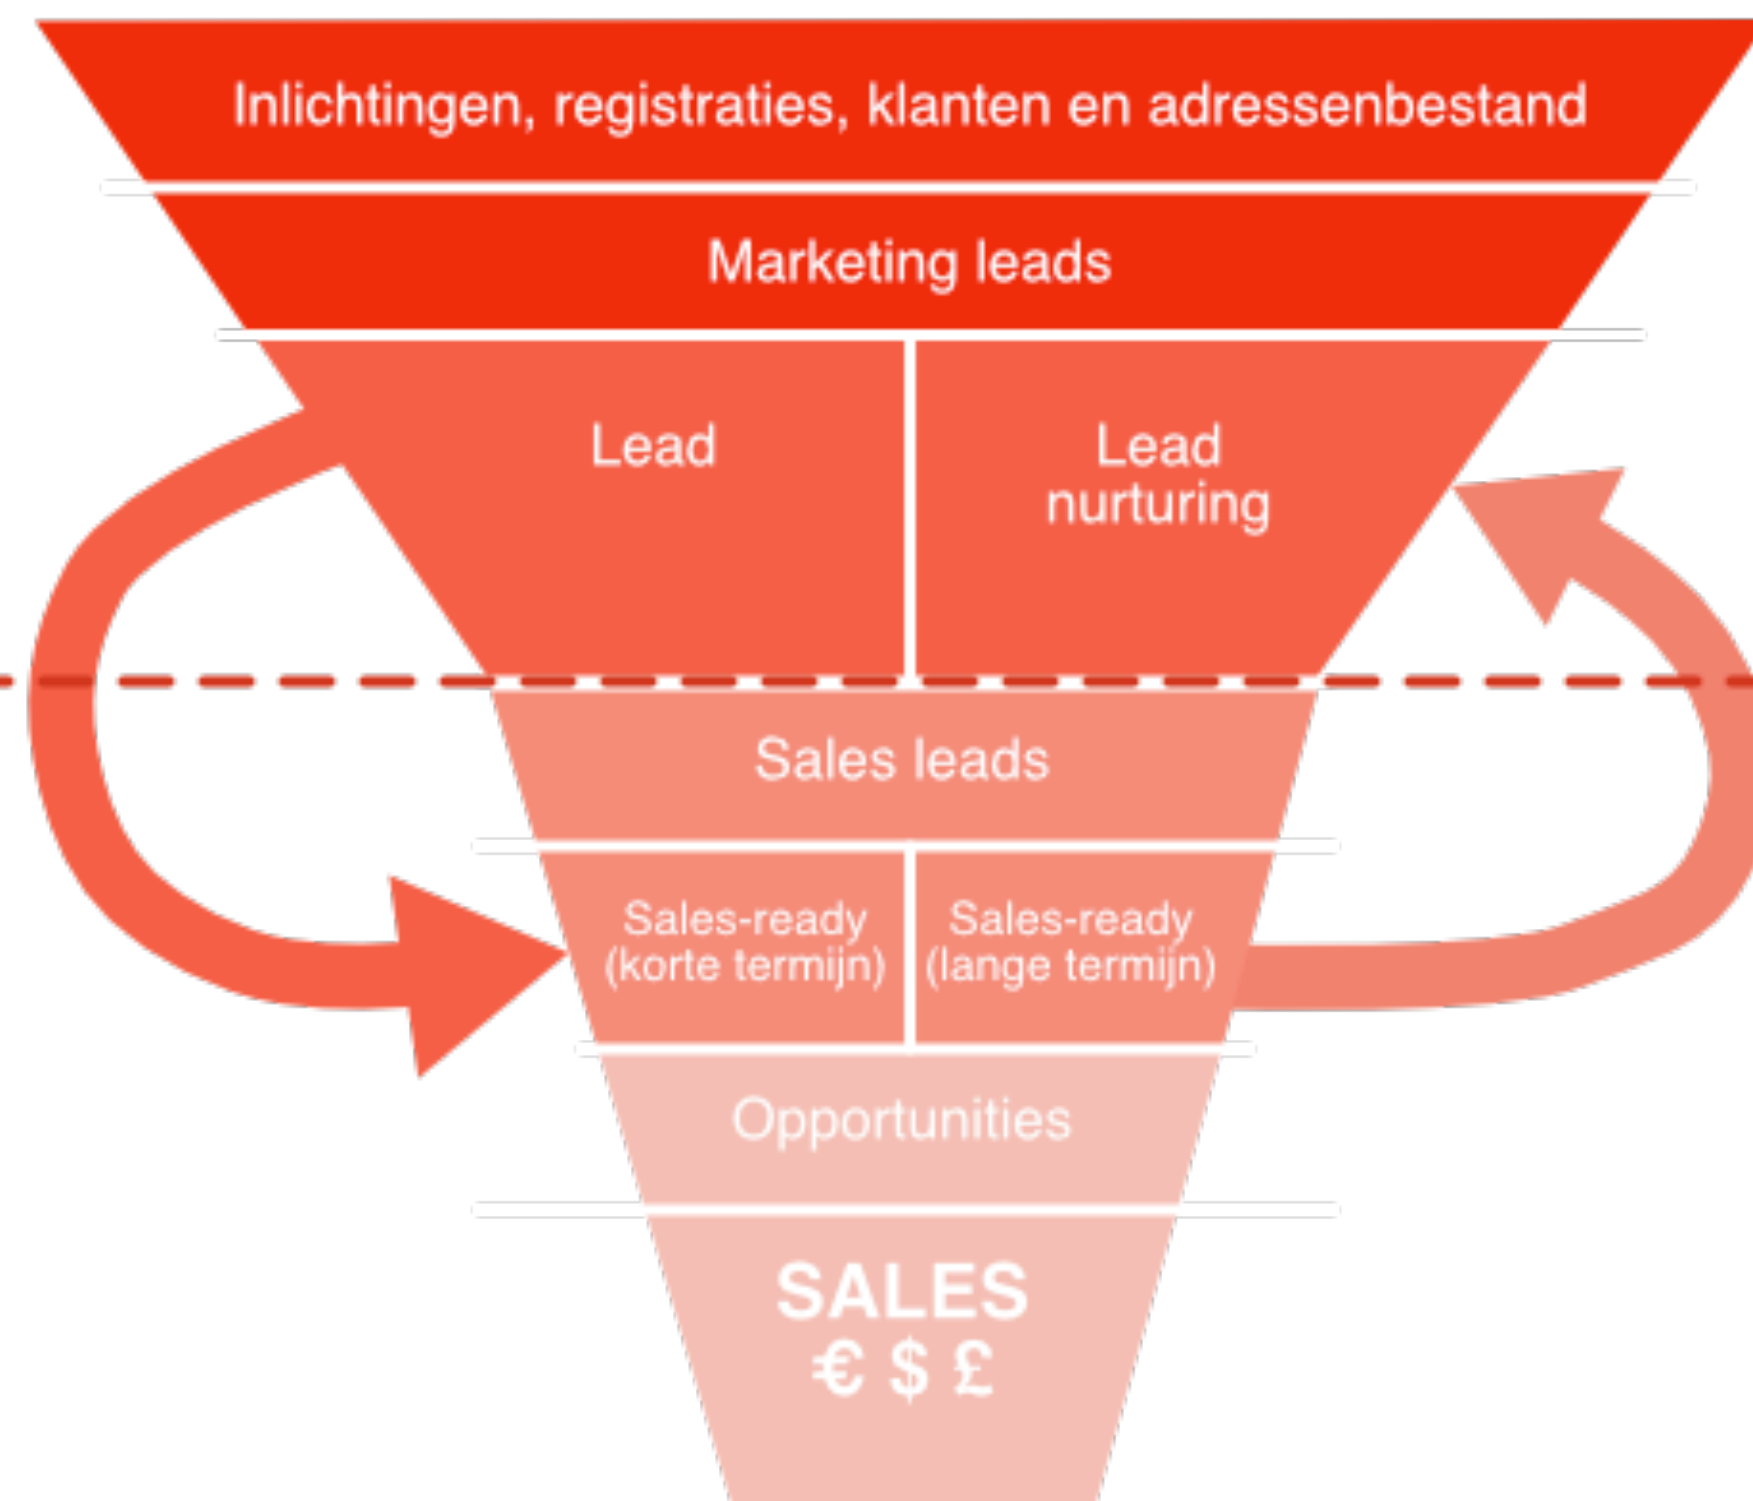 Inlichtingen, registraties, klanten en adressenbestand
Marketing leads
Lead
Lead
nurturing
Sales leads
Sales-ready
(korte termijn)
Sales-ready
(lange termijn)
Opportunities
SALES
€ $ £